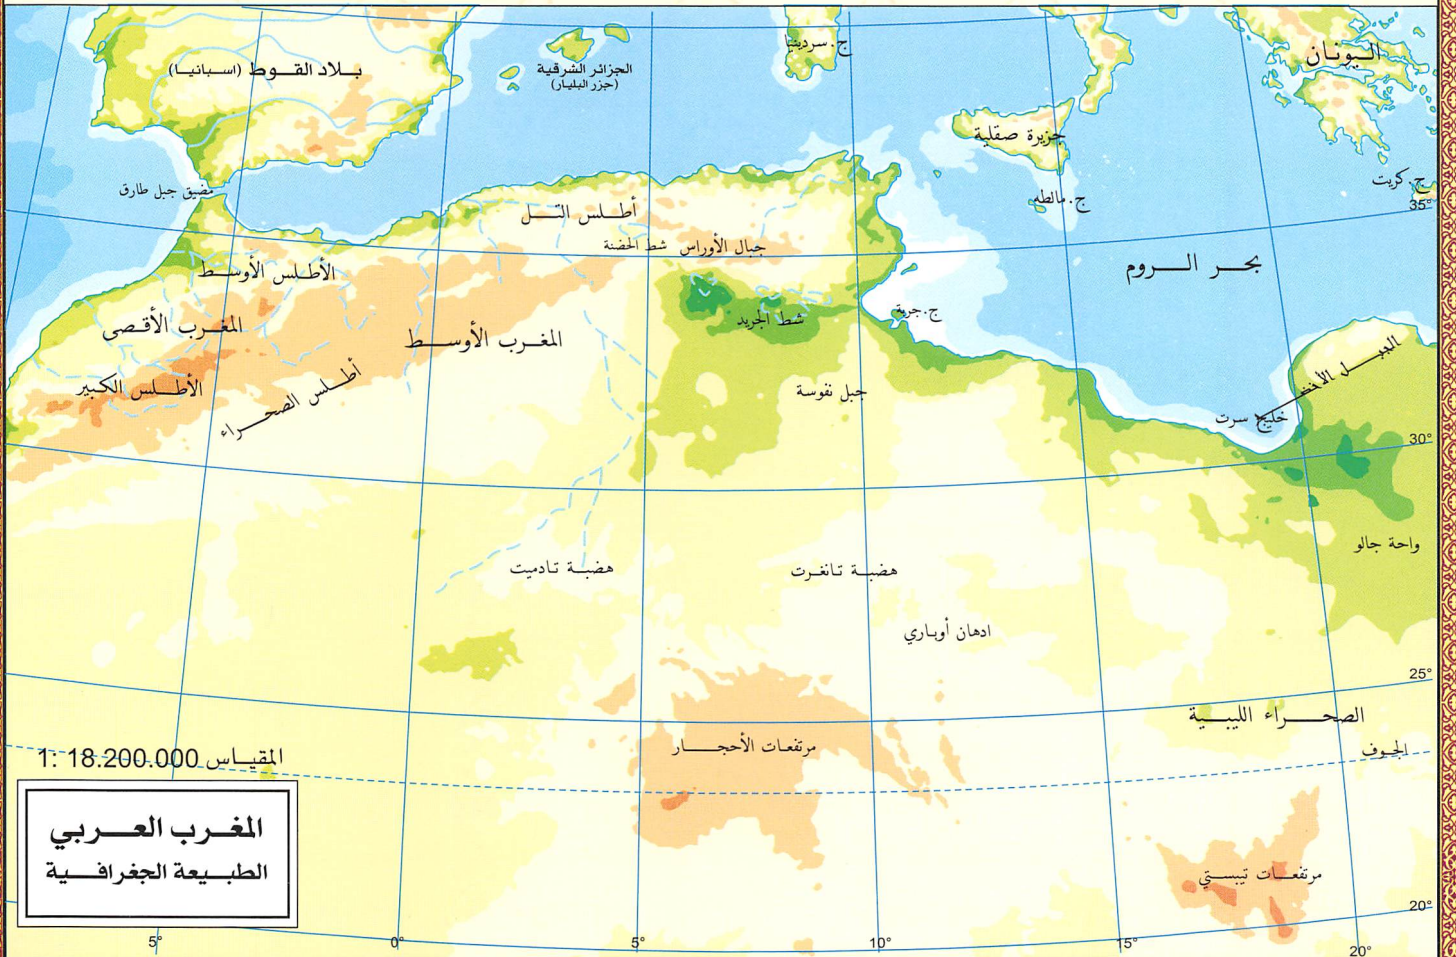 اليونان
ج. سردينيا
بلاد القوط (اسبانيا)
الجزائر الشرقية
(جزر البليار)
جزيرة صقلية
ج. كريت
مضيق جبل طارق
ج. مالطه
35°
أطلس التل
جبال الأوراس
شط الحضنة
بحر الروم
الأطلس الأوسط
ج. جربة
شط الجريد
المغرب الأقصى
المغرب الأوسط
الجبل الأخضر
الأطلس الكبير
أطلس الصحراء
جبل نفوسة
خليج سرت
30°
واحة جالو
هضبة تادميت
هضبة تانغرت
ادهان أوباري
25°
الصحراء الليبية
مرتفعات الأحجار
الجوف
المقياس 18.200.000 :1
المغرب العربي
الطبيعة الجغرافية
مرتفعات تيبستي
20°
5°
0°
5°
10°
15°
20°